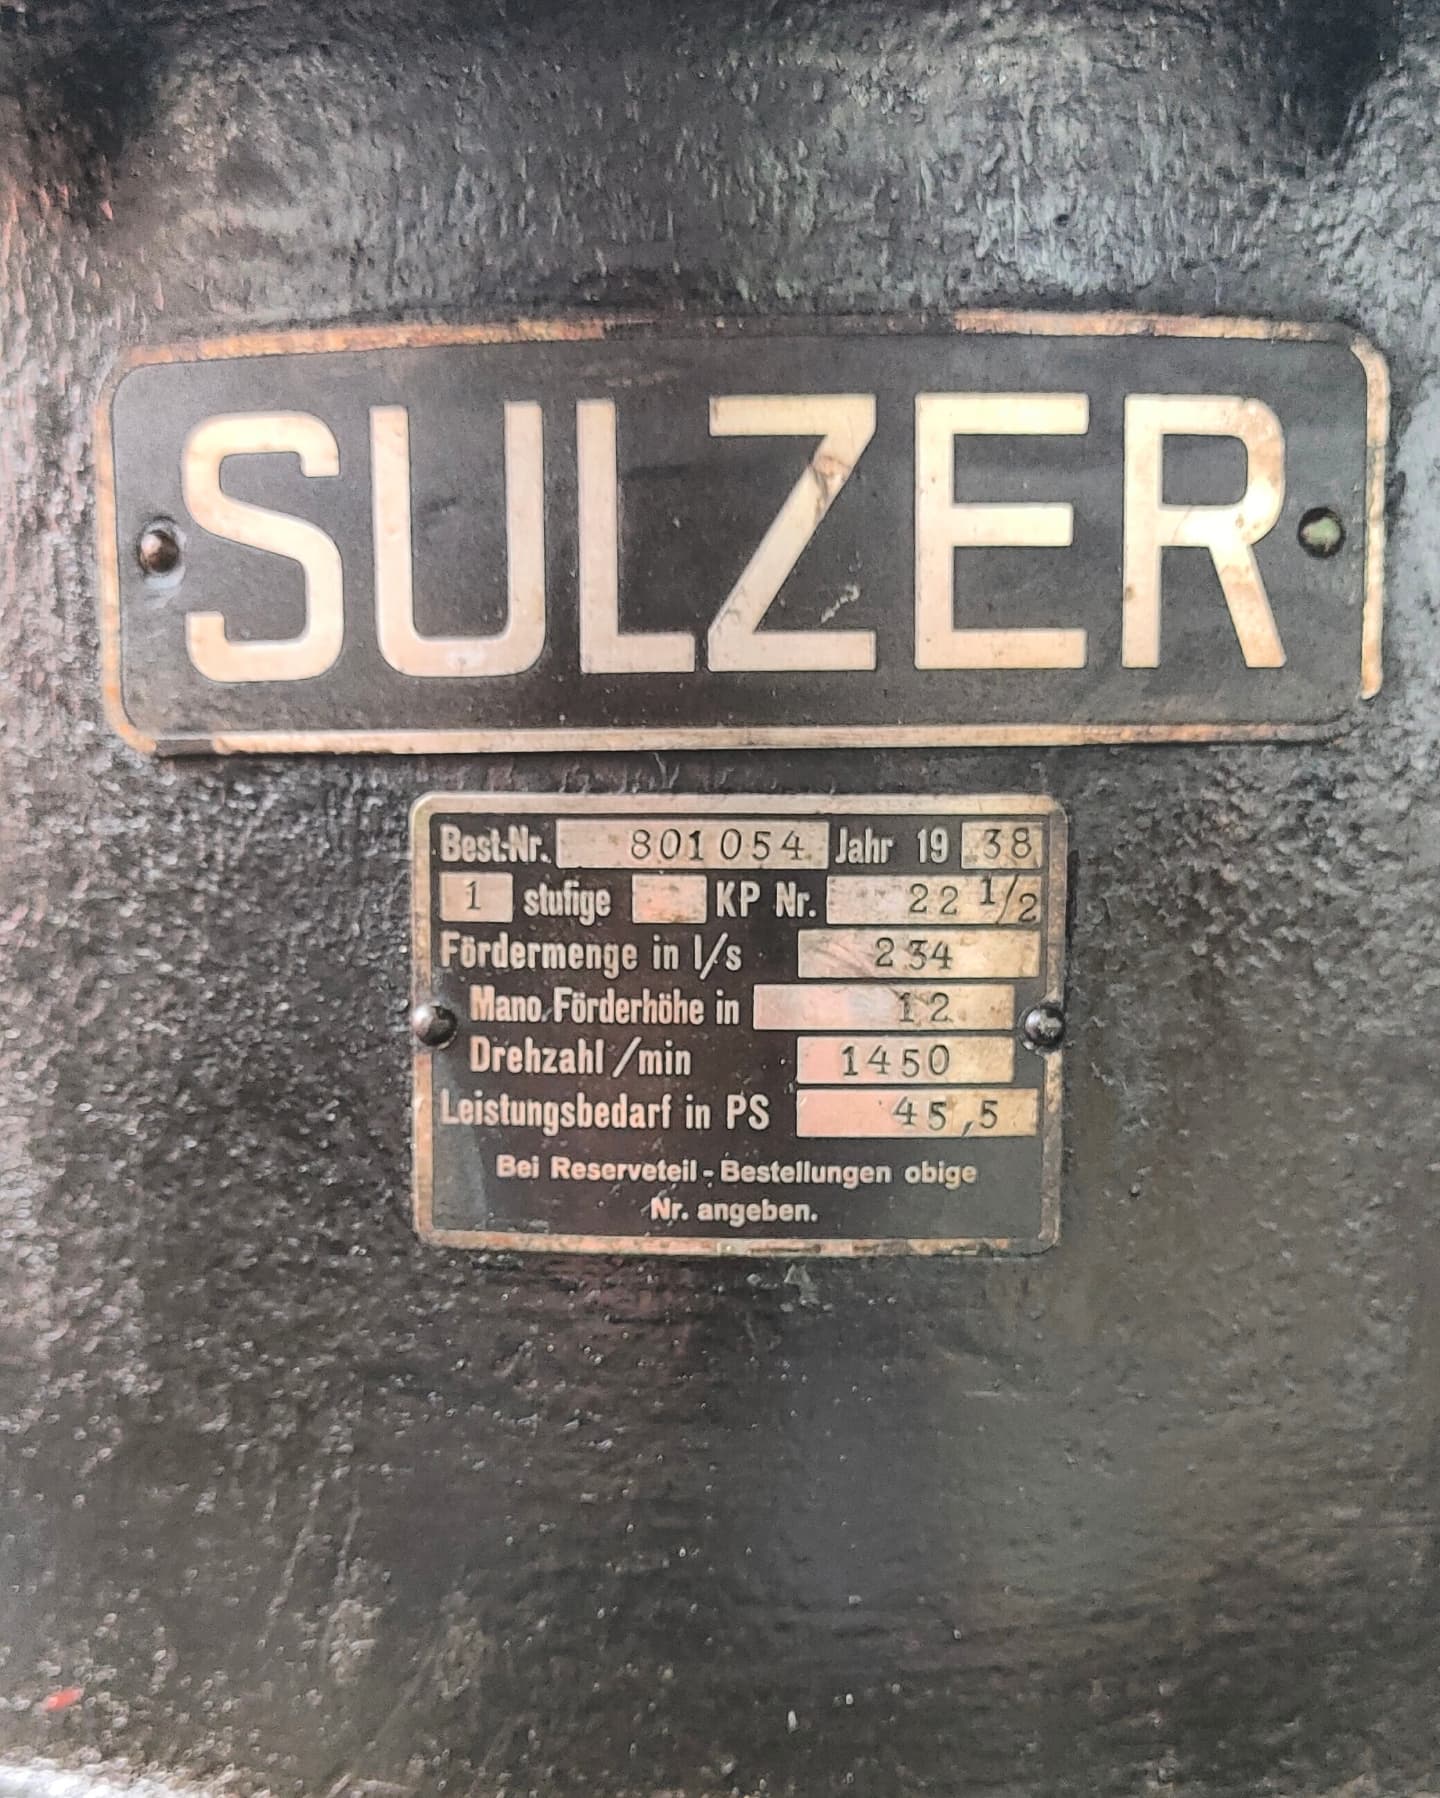 SULZER
Best.-Nr. 801054 Jahr 19 38
1 stufige KP Nr. 22 1/2
Fördermenge in l/s 234
Mano. Förderhöhe in 12
Drehzahl/min 1450
Leistungsbedarf in PS 45,5
Bei Reserveteil-Bestellungen obige
Nr. angeben.